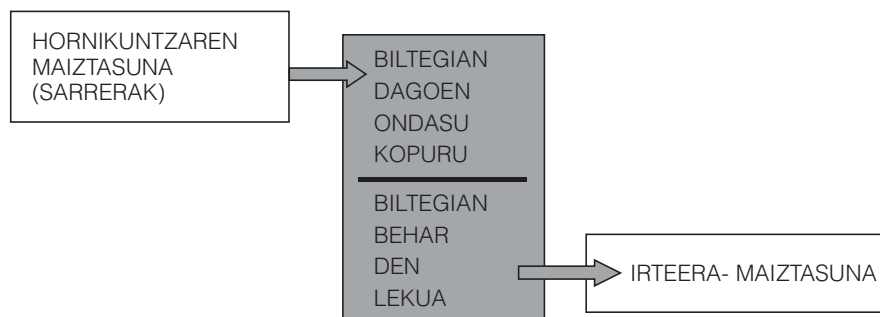 HORNIKUNTZAREN
MAIZTASUNA
(SARRERAK)
BILTEGIAN
DAGOEN
ONDASU
KOPURU
BILTEGIAN
BEHAR
DEN
LEKUA
IRTEERA- MAIZTASUNA